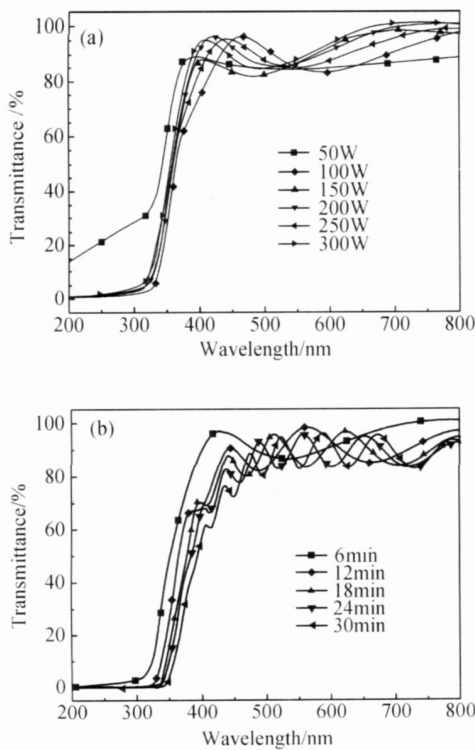 (a)
100
80
60
40
20
0
Transmittance /%
50W
100W
150W
200W
250W
300W
200 300 400 500 600 700 800
Wavelength/nm
(b)
100
80
60
40
20
0
Transmittance/%
6min
12min
18min
24min
30min
200 300 400 500 600 700 800
Wavelength/nm